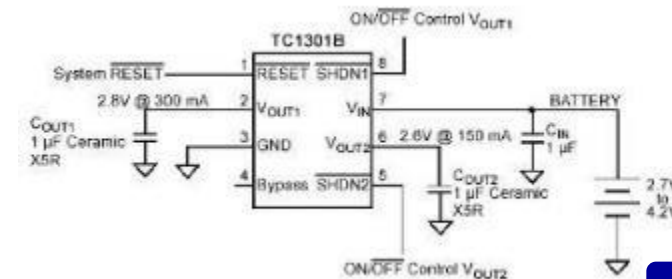 ON/OFF Control VOUT1
TC1301B
System RESET
1
RESET
SHDN1
8
2.8V @ 300 mA
2
VOUT1
VIN
7
BATTERY
COUT1
1 µF Ceramic
X5R
3
GND
VOUT2
6
2.6V @ 150 mA
CIN
1 µF
4
Bypass
SHDN2
5
COUT2
1 µF Ceramic
X5R
2.7V
to
4.2V
ON/OFF Control VOUT2